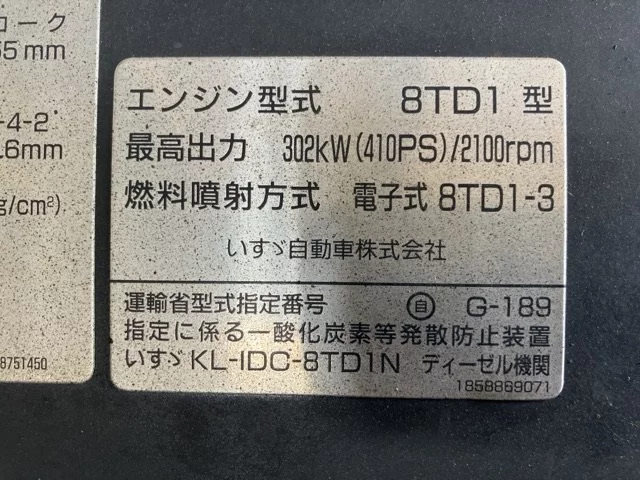 ローク
65mm
-4-2
.6mm
g/cm²)
8751450
エンジン型式 8TD1 型
最高出力 302kW(410PS)/2100rpm
燃料噴射方式 電子式 8TD1-3
いすゞ自動車株式会社
運輸省型式指定番号 ㊀自 G-189
指定に係る一酸化炭素等発散防止装置
いすゞ KL-IDC-8TD1N ディーゼル機関
1858869071